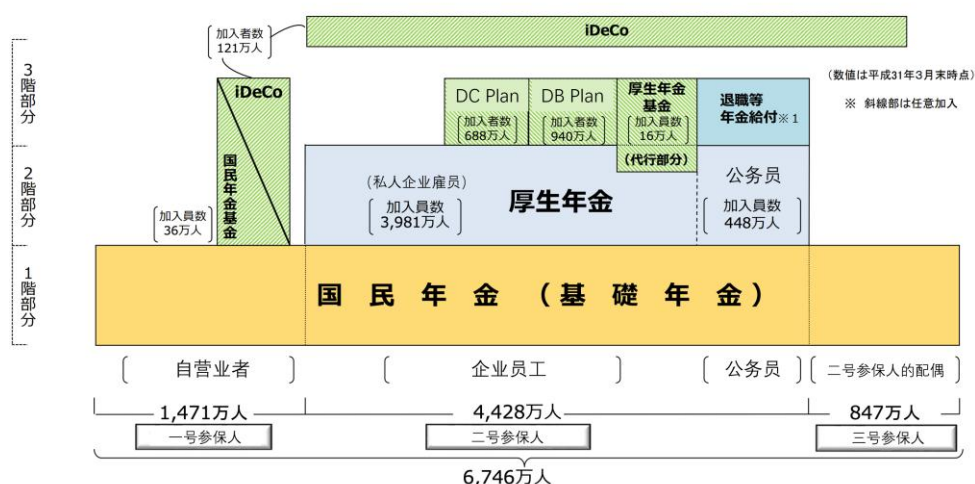 iDeCo
加入者数
121万人
3階部分
iDeCo
国民年金基金
加入員数
36万人
DC Plan
加入者数
688万人
DB Plan
加入者数
940万人
厚生年金
基金
加入員数
16万人
(代行部分)
退職等
年金給付※1
(数値は平成31年3月末時点)
※ 斜線部は任意加入
2階部分
(私人企业雇员)
加入員数
3,981万人
厚生年金
公务员
加入員数
448万人
1階部分
国民年金(基礎年金)
自营业者
企业员工
公务员
二号参保人的配偶
1,471万人
4,428万人
847万人
一号参保人
二号参保人
三号参保人
6,746万人